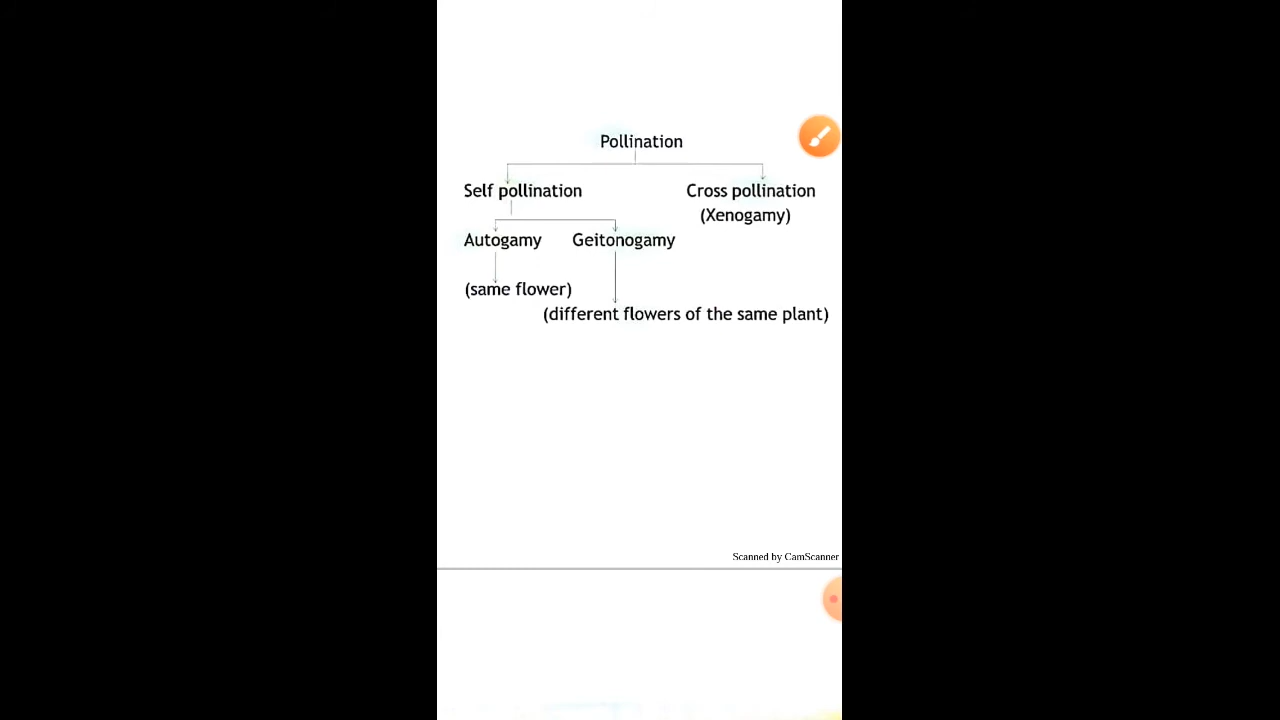 Pollination
Self pollination
Cross pollination
(Xenogamy)
Autogamy
Geitonogamy
(same flower)
(different flowers of the same plant)
Scanned by CamScanner